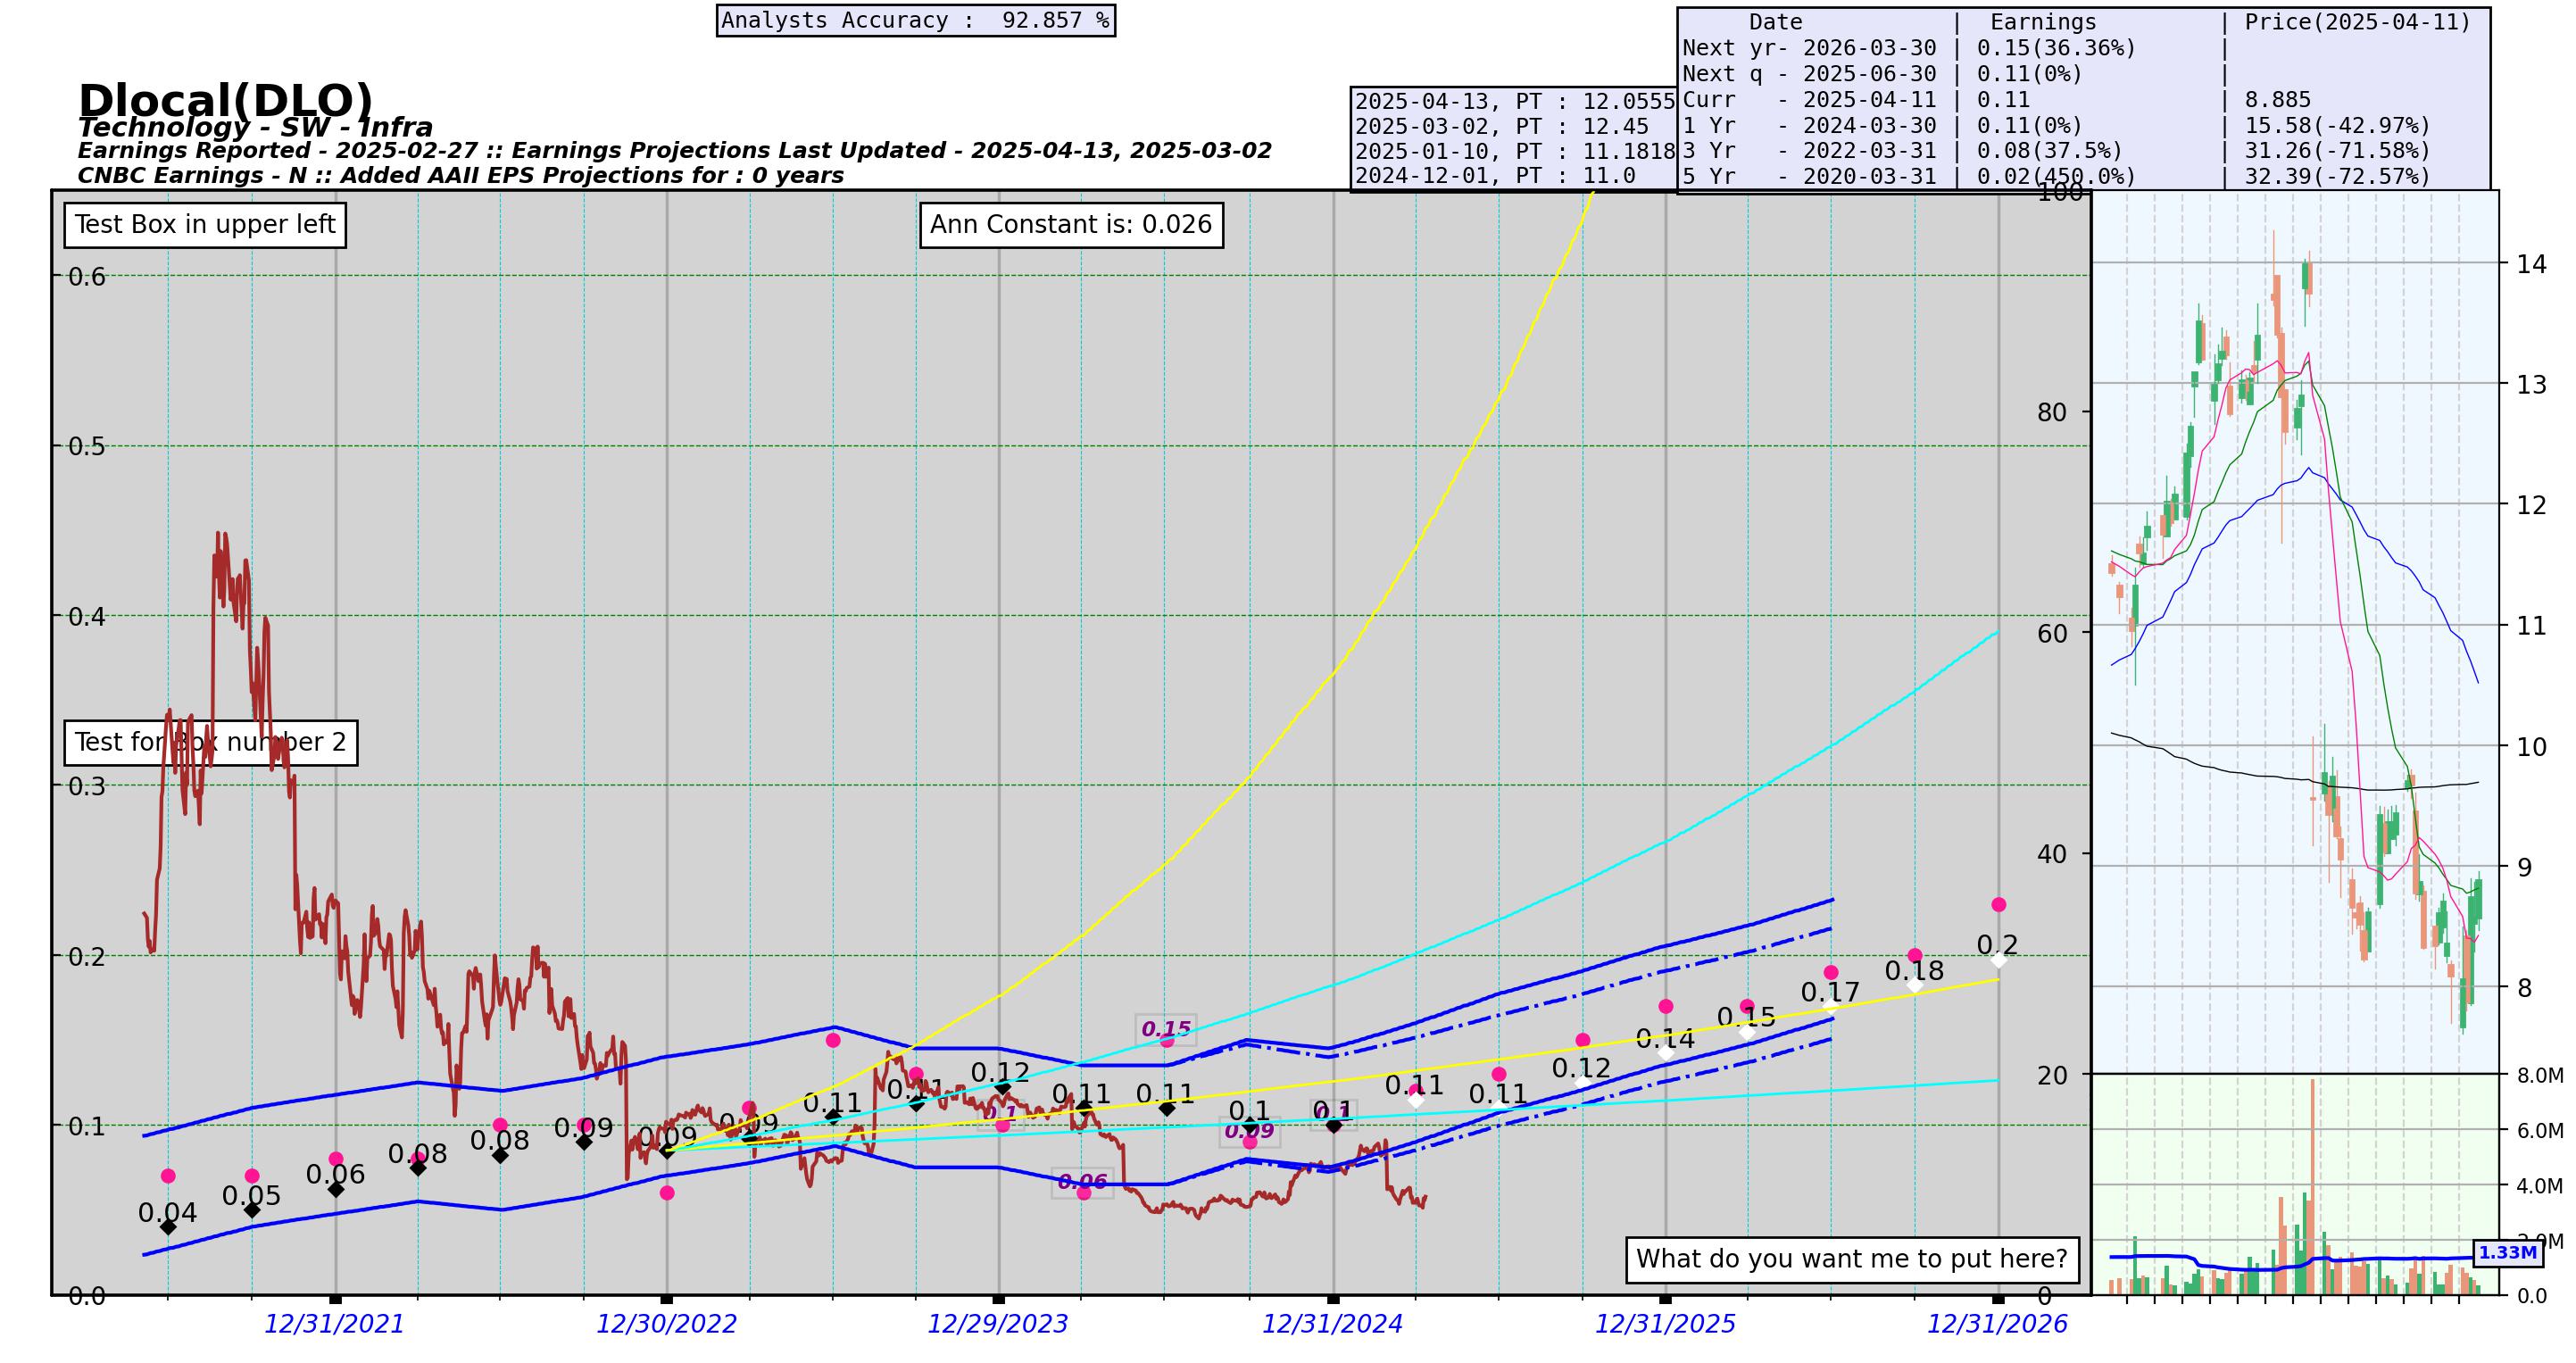 Analysts Accuracy :  92.857 %
Date | Earnings | Price(2025-04-11)
Next yr- 2026-03-30 | 0.15(36.36%) |
Next q - 2025-06-30 | 0.11(0%) |
Curr - 2025-04-11 | 0.11 | 8.885
1 Yr - 2024-03-30 | 0.11(0%) | 15.58(-42.97%)
3 Yr - 2022-03-31 | 0.08(37.5%) | 31.26(-71.58%)
5 Yr - 2020-03-31 | 0.02(450.0%) | 32.39(-72.57%)
2025-04-13, PT : 12.0555
2025-03-02, PT : 12.45
2025-01-10, PT : 11.1818
2024-12-01, PT : 11.0
Dlocal(DLO)
Technology - SW - Infra
Earnings Reported - 2025-02-27 :: Earnings Projections Last Updated - 2025-04-13, 2025-03-02
CNBC Earnings - N :: Added AAII EPS Projections for : 0 years
Test Box in upper left
Ann Constant is: 0.026
Test for Box number 2
What do you want me to put here?
0.6
0.5
0.4
0.3
0.2
0.1
0.0
0.04
0.05
0.06
0.08
0.08
0.09
0.09
0.09
0.11
0.11
0.12
0.11
0.11
0.1
0.1
0.11
0.11
0.12
0.14
0.15
0.17
0.18
0.2
0.1
0.06
0.15
0.09
0.1
100
80
60
40
20
0
14
13
12
11
10
9
8
8.0M
6.0M
4.0M
2.0M
1.33M
0.0
12/31/2021
12/30/2022
12/29/2023
12/31/2024
12/31/2025
12/31/2026